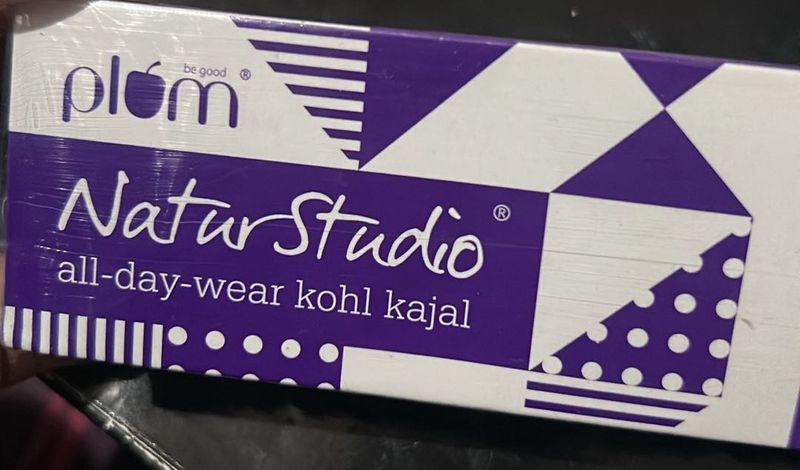 be good ®
plum
NaturStudio ®
all-day-wear kohl kajal